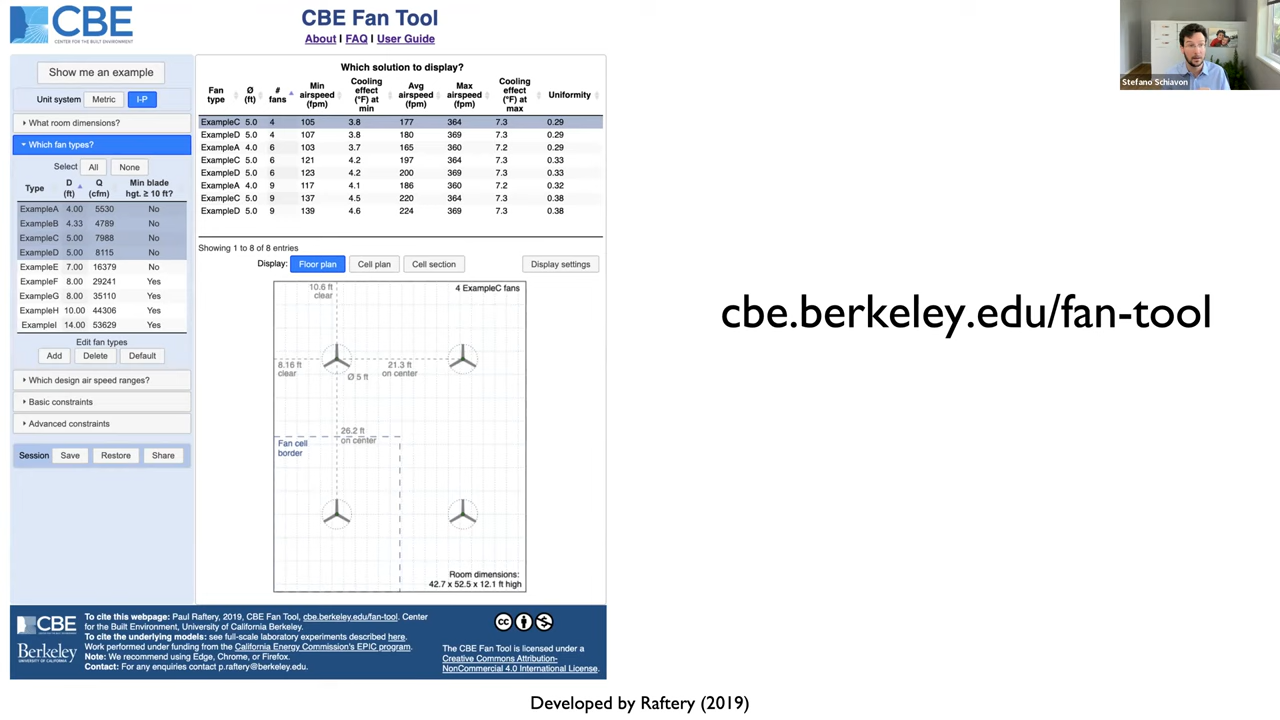 CBE
CENTER FOR THE BUILT ENVIRONMENT
CBE Fan Tool
About | FAQ | User Guide
Stefano Schiavon
Show me an example
Unit system Metric I-P
What room dimensions?
Which fan types?
Select All None
Type D (ft) Q (cfm) Min blade hgt. ≥ 10 ft?
ExampleA 4.00 5530 No
ExampleB 4.33 4789 No
ExampleC 5.00 7988 No
ExampleD 5.00 8115 No
ExampleE 7.00 16379 No
ExampleF 8.00 29241 Yes
ExampleG 8.00 35110 Yes
ExampleH 10.00 44306 Yes
ExampleI 14.00 53629 Yes
Edit fan types
Add Delete Default
Which design air speed ranges?
Basic constraints
Advanced constraints
Session Save Restore Share
Which solution to display?
Fan type Ø (ft) # fans Min airspeed (fpm) Cooling effect (°F) at min Avg airspeed (fpm) Max airspeed (fpm) Cooling effect (°F) at max Uniformity
ExampleC 5.0 4 105 3.8 177 364 7.3 0.29
ExampleD 5.0 4 107 3.8 180 369 7.3 0.29
ExampleA 4.0 6 103 3.7 165 360 7.2 0.29
ExampleC 5.0 6 121 4.2 197 364 7.3 0.33
ExampleD 5.0 6 123 4.2 200 369 7.3 0.33
ExampleA 4.0 9 117 4.1 186 360 7.2 0.32
ExampleC 5.0 9 137 4.5 220 364 7.3 0.38
ExampleD 5.0 9 139 4.6 224 369 7.3 0.38
Showing 1 to 8 of 8 entries
Display: Floor plan Cell plan Cell section Display settings
10.6 ft
clear
4 ExampleC fans
8.16 ft
clear
Ø 5 ft
21.3 ft
on center
26.2 ft
on center
Fan cell
border
Room dimensions:
42.7 x 52.5 x 12.1 ft high
cbe.berkeley.edu/fan-tool
CBE
Berkeley
UNIVERSITY OF CALIFORNIA
To cite this webpage: Paul Raftery, 2019, CBE Fan Tool, cbe.berkeley.edu/fan-tool. Center
for the Built Environment, University of California Berkeley.
To cite the underlying models: see full-scale laboratory experiments described here.
Work performed under funding from the California Energy Commission's EPIC program.
Note: We recommend using Edge, Chrome, or Firefox.
Contact: For any enquiries contact p.raftery@berkeley.edu.
The CBE Fan Tool is licensed under a
Creative Commons Attribution-
NonCommercial 4.0 International License.
Developed by Raftery (2019)